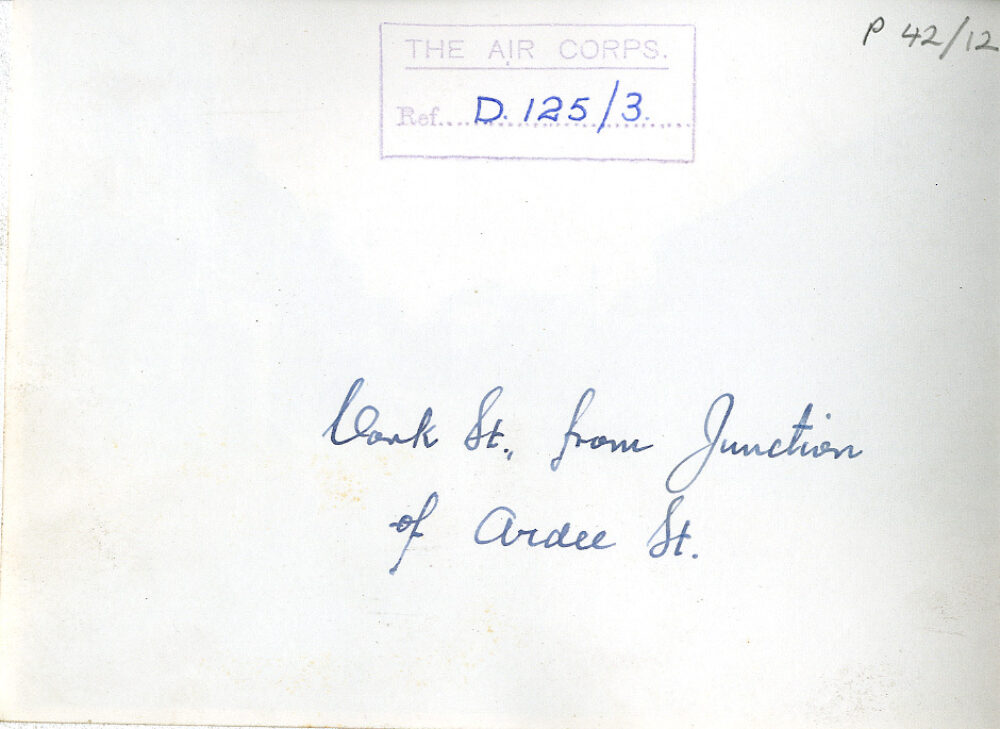 P 42/12
THE AIR CORPS.
Ref.... D. 125/3.
Cork St., from Junction
of Ardee St.